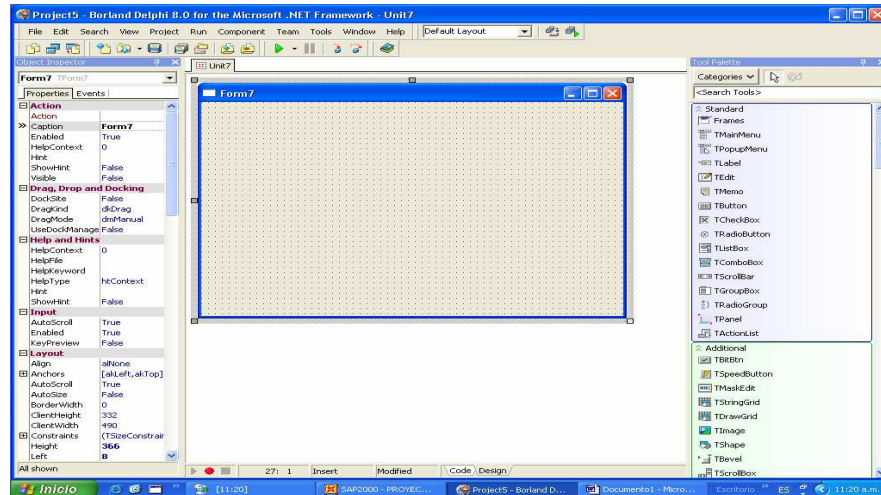 Project5 - Borland Delphi 8.0 for the Microsoft .NET Framework - Unit7
File Edit Search View Project Run Component Team Tools Window Help Default Layout
Object Inspector
Form7 TForm7
Properties Events
Action
Action
Caption Form7
Enabled True
HelpContext 0
Hint
ShowHint False
Visible False
Drag, Drop and Docking
DockSite False
DragKind dkDrag
DragMode dmManual
UseDockManage False
Help and Hints
HelpContext 0
HelpFile
HelpKeyword
HelpType htContext
Hint
ShowHint False
Input
AutoScroll True
Enabled True
KeyPreview False
Layout
Align alNone
Anchors [akLeft,akTop]
AutoScroll True
AutoSize False
BorderWidth 0
ClientHeight 332
ClientWidth 490
Constraints (TSizeConstrair
Height 366
Left 8
All shown
Unit7
Form7
27: 1 Insert Modified Code Design
Tool Palette
Categories
<Search Tools>
Standard
Frames
TMainMenu
TPopupMenu
TLabel
TEdit
TMemo
TButton
TCheckBox
TRadioButton
TListBox
TComboBox
TScrollBar
TGroupBox
TRadioGroup
TPanel
TActionList
Additional
TBitBtn
TSpeedButton
TMaskEdit
TStringGrid
TDrawGrid
TImage
TShape
TBevel
TScrollBox
Inicio [11:20] SAP2000 - PROYEC... Project5 - Borland D... Documento1 - Micro... Escritorio ES 11:20 a.m.